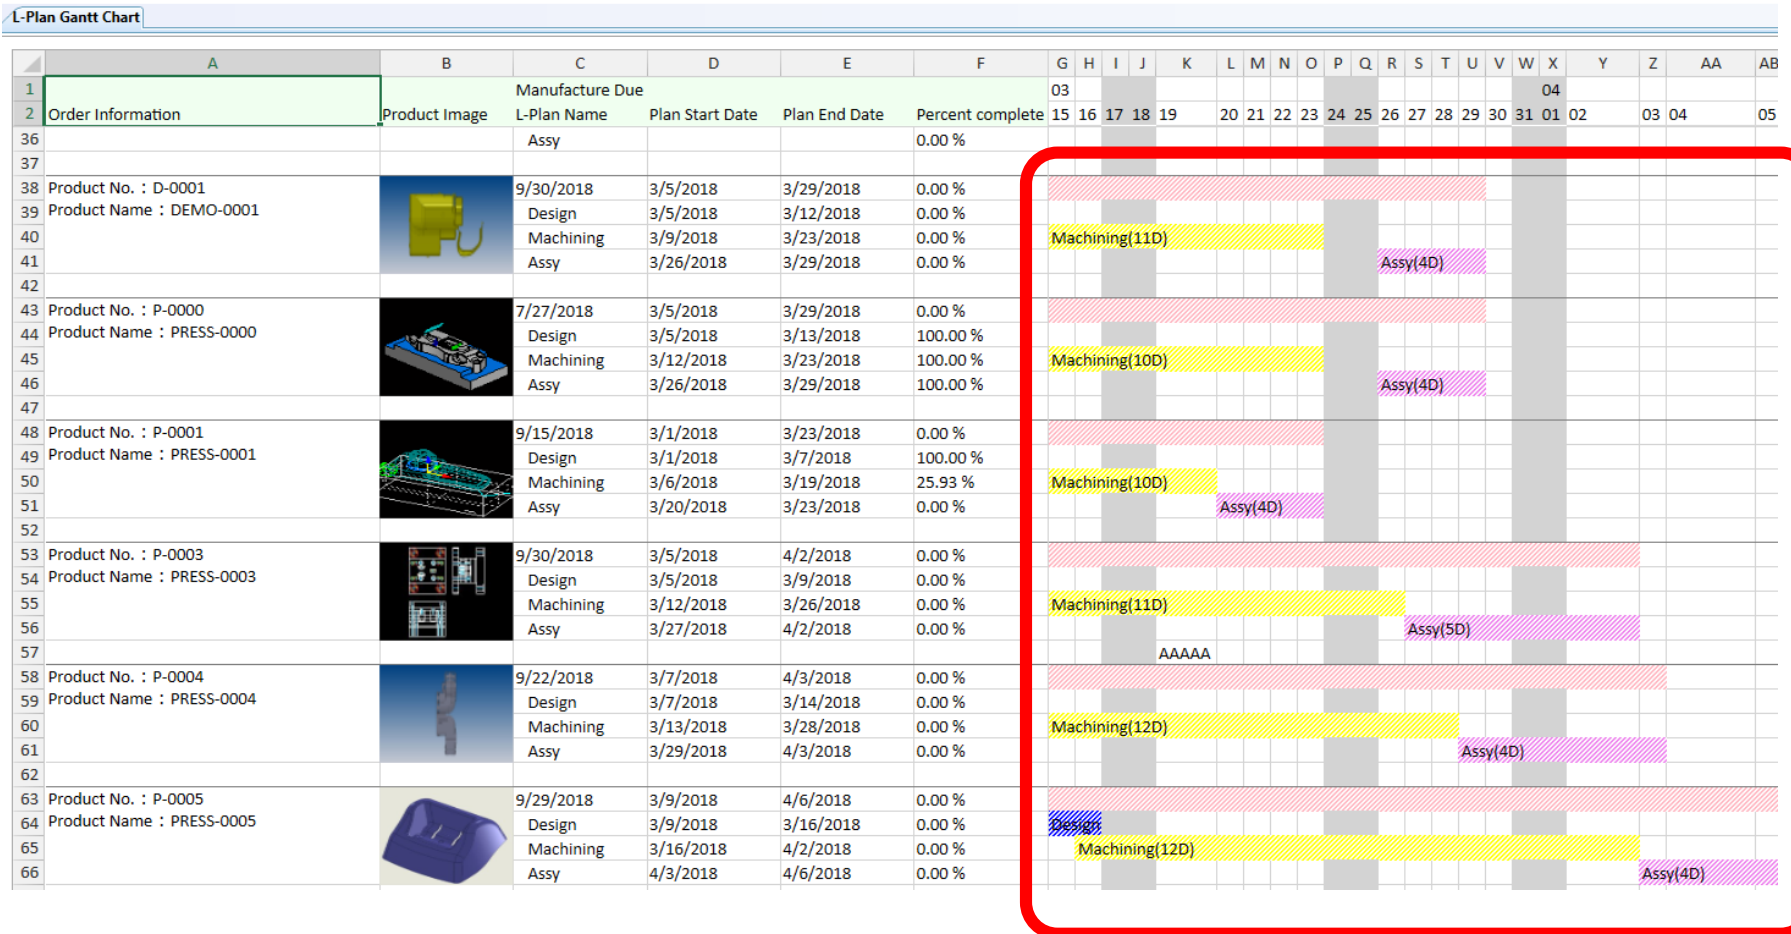 L-Plan Gantt Chart
A B C D E F G H I J K L M N O P Q R S T U V W X Y Z AA AB
1 Manufacture Due 03 04
2 Order Information Product Image L-Plan Name Plan Start Date Plan End Date Percent complete 15 16 17 18 19 20 21 22 23 24 25 26 27 28 29 30 31 01 02 03 04 05
36 Assy 0.00 %
37
38 Product No.：D-0001 9/30/2018 3/5/2018 3/29/2018 0.00 %
39 Product Name：DEMO-0001 Design 3/5/2018 3/12/2018 0.00 %
40 Machining 3/9/2018 3/23/2018 0.00 % Machining(11D)
41 Assy 3/26/2018 3/29/2018 0.00 % Assy(4D)
42
43 Product No.：P-0000 7/27/2018 3/5/2018 3/29/2018 0.00 %
44 Product Name：PRESS-0000 Design 3/5/2018 3/13/2018 100.00 %
45 Machining 3/12/2018 3/23/2018 100.00 % Machining(10D)
46 Assy 3/26/2018 3/29/2018 100.00 % Assy(4D)
47
48 Product No.：P-0001 9/15/2018 3/1/2018 3/23/2018 0.00 %
49 Product Name：PRESS-0001 Design 3/1/2018 3/7/2018 100.00 %
50 Machining 3/6/2018 3/19/2018 25.93 % Machining(10D)
51 Assy 3/20/2018 3/23/2018 0.00 % Assy(4D)
52
53 Product No.：P-0003 9/30/2018 3/5/2018 4/2/2018 0.00 %
54 Product Name：PRESS-0003 Design 3/5/2018 3/9/2018 0.00 %
55 Machining 3/12/2018 3/26/2018 0.00 % Machining(11D)
56 Assy 3/27/2018 4/2/2018 0.00 % Assy(5D)
57 AAAAA
58 Product No.：P-0004 9/22/2018 3/7/2018 4/3/2018 0.00 %
59 Product Name：PRESS-0004 Design 3/7/2018 3/14/2018 0.00 %
60 Machining 3/13/2018 3/28/2018 0.00 % Machining(12D)
61 Assy 3/29/2018 4/3/2018 0.00 % Assy(4D)
62
63 Product No.：P-0005 9/29/2018 3/9/2018 4/6/2018 0.00 %
64 Product Name：PRESS-0005 Design 3/9/2018 3/16/2018 0.00 % Design
65 Machining 3/16/2018 4/2/2018 0.00 % Machining(12D)
66 Assy 4/3/2018 4/6/2018 0.00 % Assy(4D)